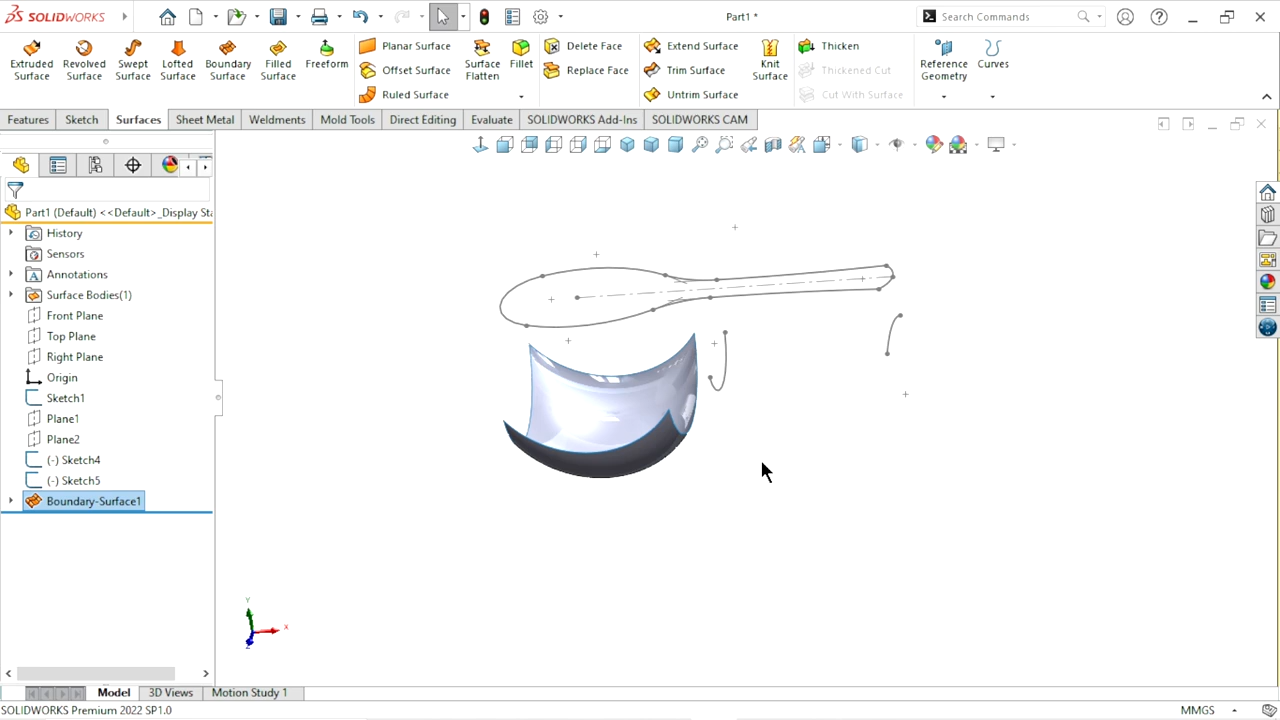 SOLIDWORKS
Part1 *
Search Commands
Extruded Surface
Revolved Surface
Swept Surface
Lofted Surface
Boundary Surface
Filled Surface
Freeform
Planar Surface
Offset Surface
Ruled Surface
Surface Flatten
Fillet
Delete Face
Replace Face
Extend Surface
Trim Surface
Untrim Surface
Knit Surface
Thicken
Thickened Cut
Cut With Surface
Reference Geometry
Curves
Features
Sketch
Surfaces
Sheet Metal
Weldments
Mold Tools
Direct Editing
Evaluate
SOLIDWORKS Add-Ins
SOLIDWORKS CAM
Part1 (Default) <<Default>_Display Sta
History
Sensors
Annotations
Surface Bodies(1)
Front Plane
Top Plane
Right Plane
Origin
Sketch1
Plane1
Plane2
(-) Sketch4
(-) Sketch5
Boundary-Surface1
Y
X
Z
Model
3D Views
Motion Study 1
SOLIDWORKS Premium 2022 SP1.0
MMGS